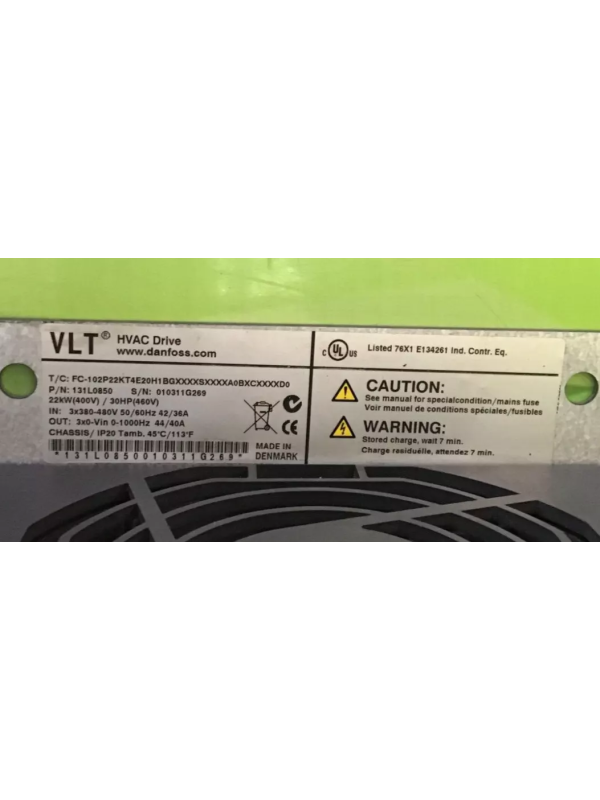 VLT® HVAC Drive
www.danfoss.com
T/C: FC-102P22KT4E20H1BGXXXXSXXXXA0BXCXXXXD0
P/N: 131L0850 S/N: 010311G269
22kW(400V) / 30HP(460V)
IN: 3x380-480V 50/60Hz 42/36A
OUT: 3x0-Vin 0-1000Hz 44/40A
CHASSIS/ IP20 Tamb. 45°C/113°F
*131L0850010311G269*
MADE IN
DENMARK
C UL US Listed 76X1 E134261 Ind. Contr. Eq.
CAUTION:
See manual for specialcondition/mains fuse
Voir manuel de conditions spéciales/fusibles
WARNING:
Stored charge, wait 7 min.
Charge residuélle, attendez 7 min.